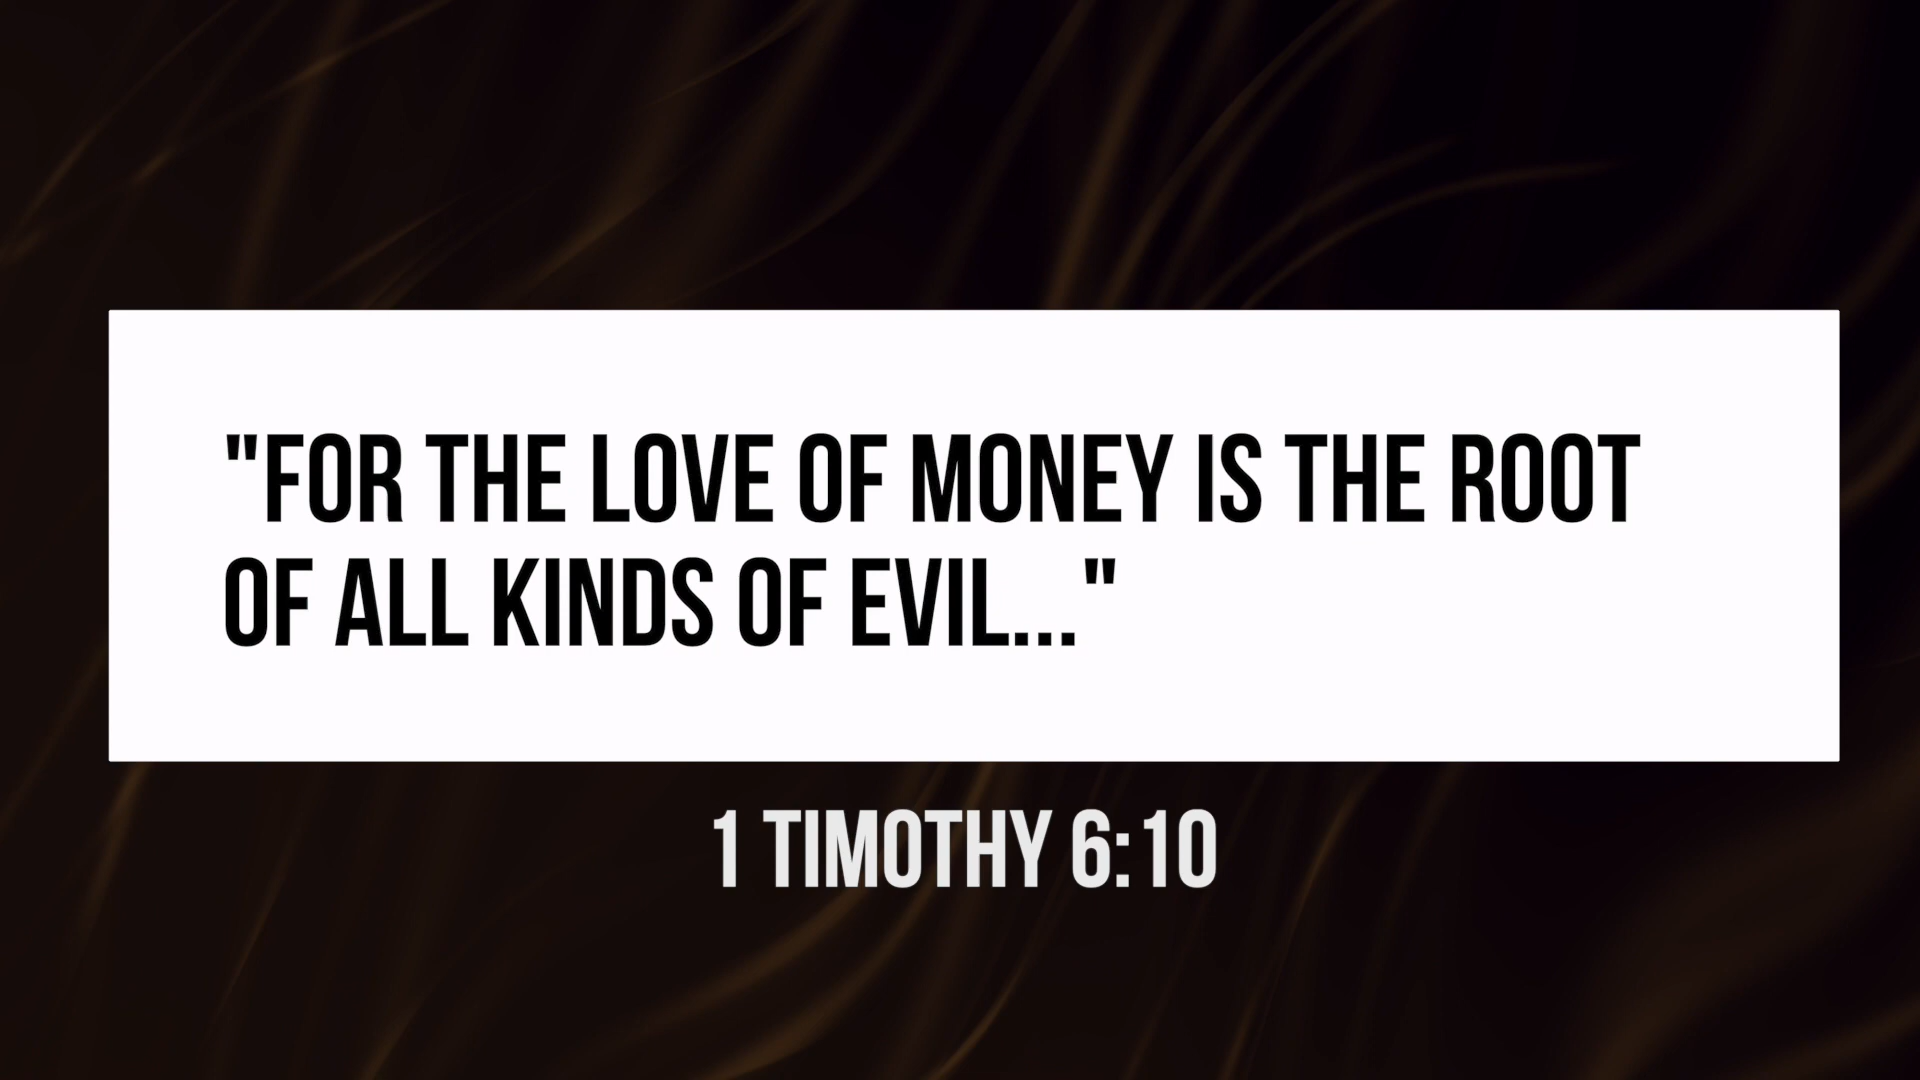 "FOR THE LOVE OF MONEY IS THE ROOT
OF ALL KINDS OF EVIL..."
1 TIMOTHY 6:10